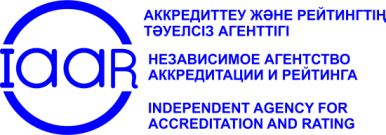 IAAR
АККРЕДИТТЕУ ЖӘНЕ РЕЙТИНГТІҢ
ТӘУЕЛСІЗ АГЕНТТІГІ
НЕЗАВИСИМОЕ АГЕНТСТВО
АККРЕДИТАЦИИ И РЕЙТИНГА
INDEPENDENT AGENCY FOR
ACCREDITATION AND RATING